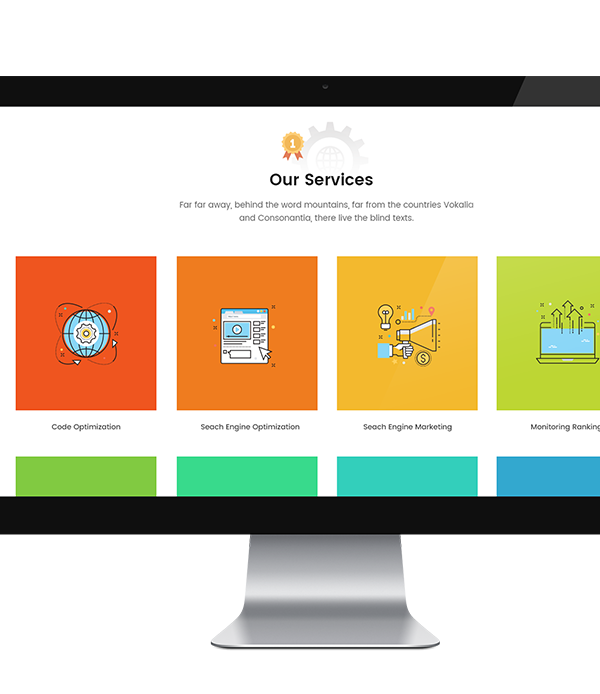 1
Our Services
Far far away, behind the word mountains, far from the countries Vokalia
and Consonantia, there live the blind texts.
Code Optimization
Seach Engine Optimization
Seach Engine Marketing
Monitoring Ranking